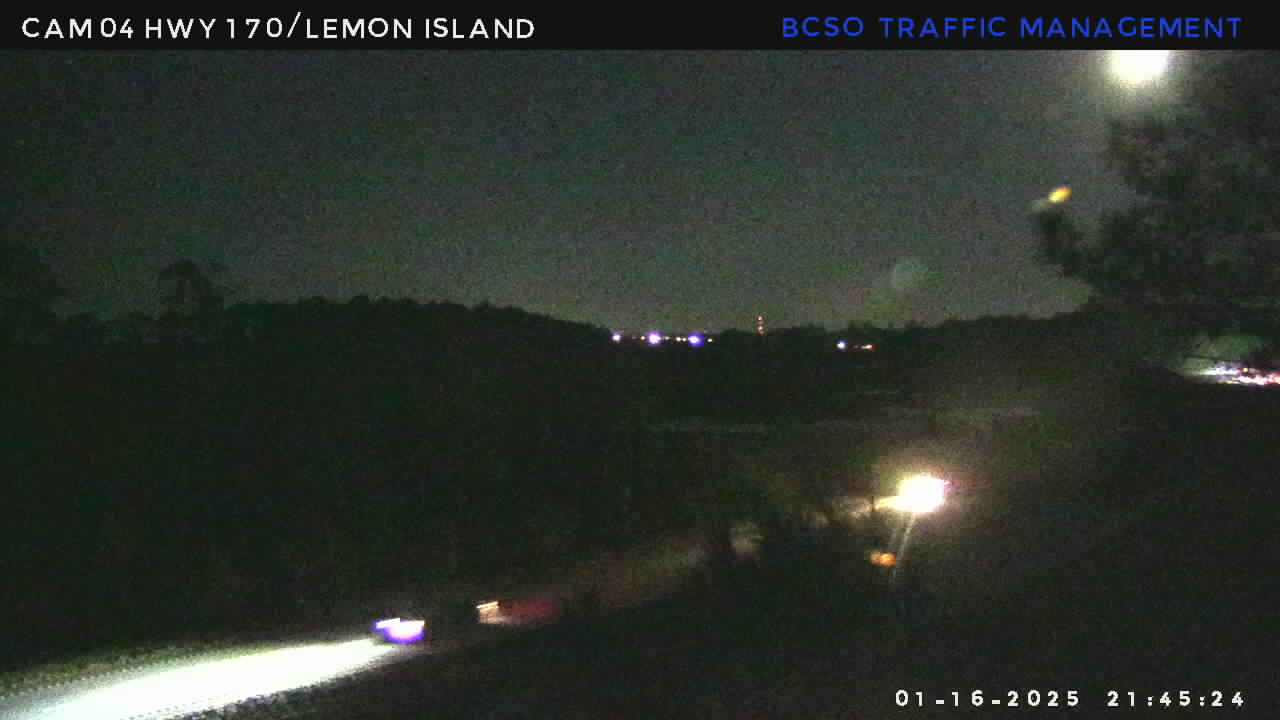 CAM04 HWY 170/LEMON ISLAND
BCSO TRAFFIC MANAGEMENT
01-16-2025 21:45:24